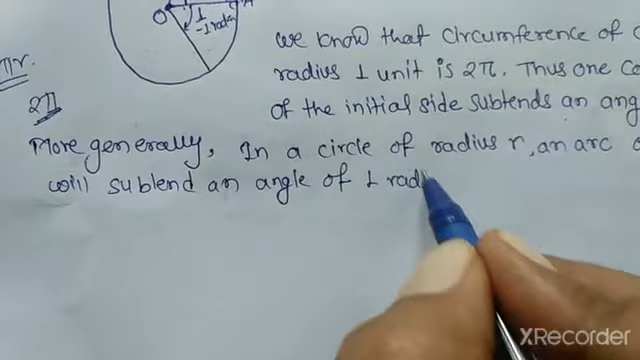 O
1
-1 radian
πr.
2π
We know that circumference of
radius 1 unit is 2π. Thus one
of the initial side subtends an ang
More generally, In a circle of radius r, an arc
will subtend an angle of 1 rad
XRecorder